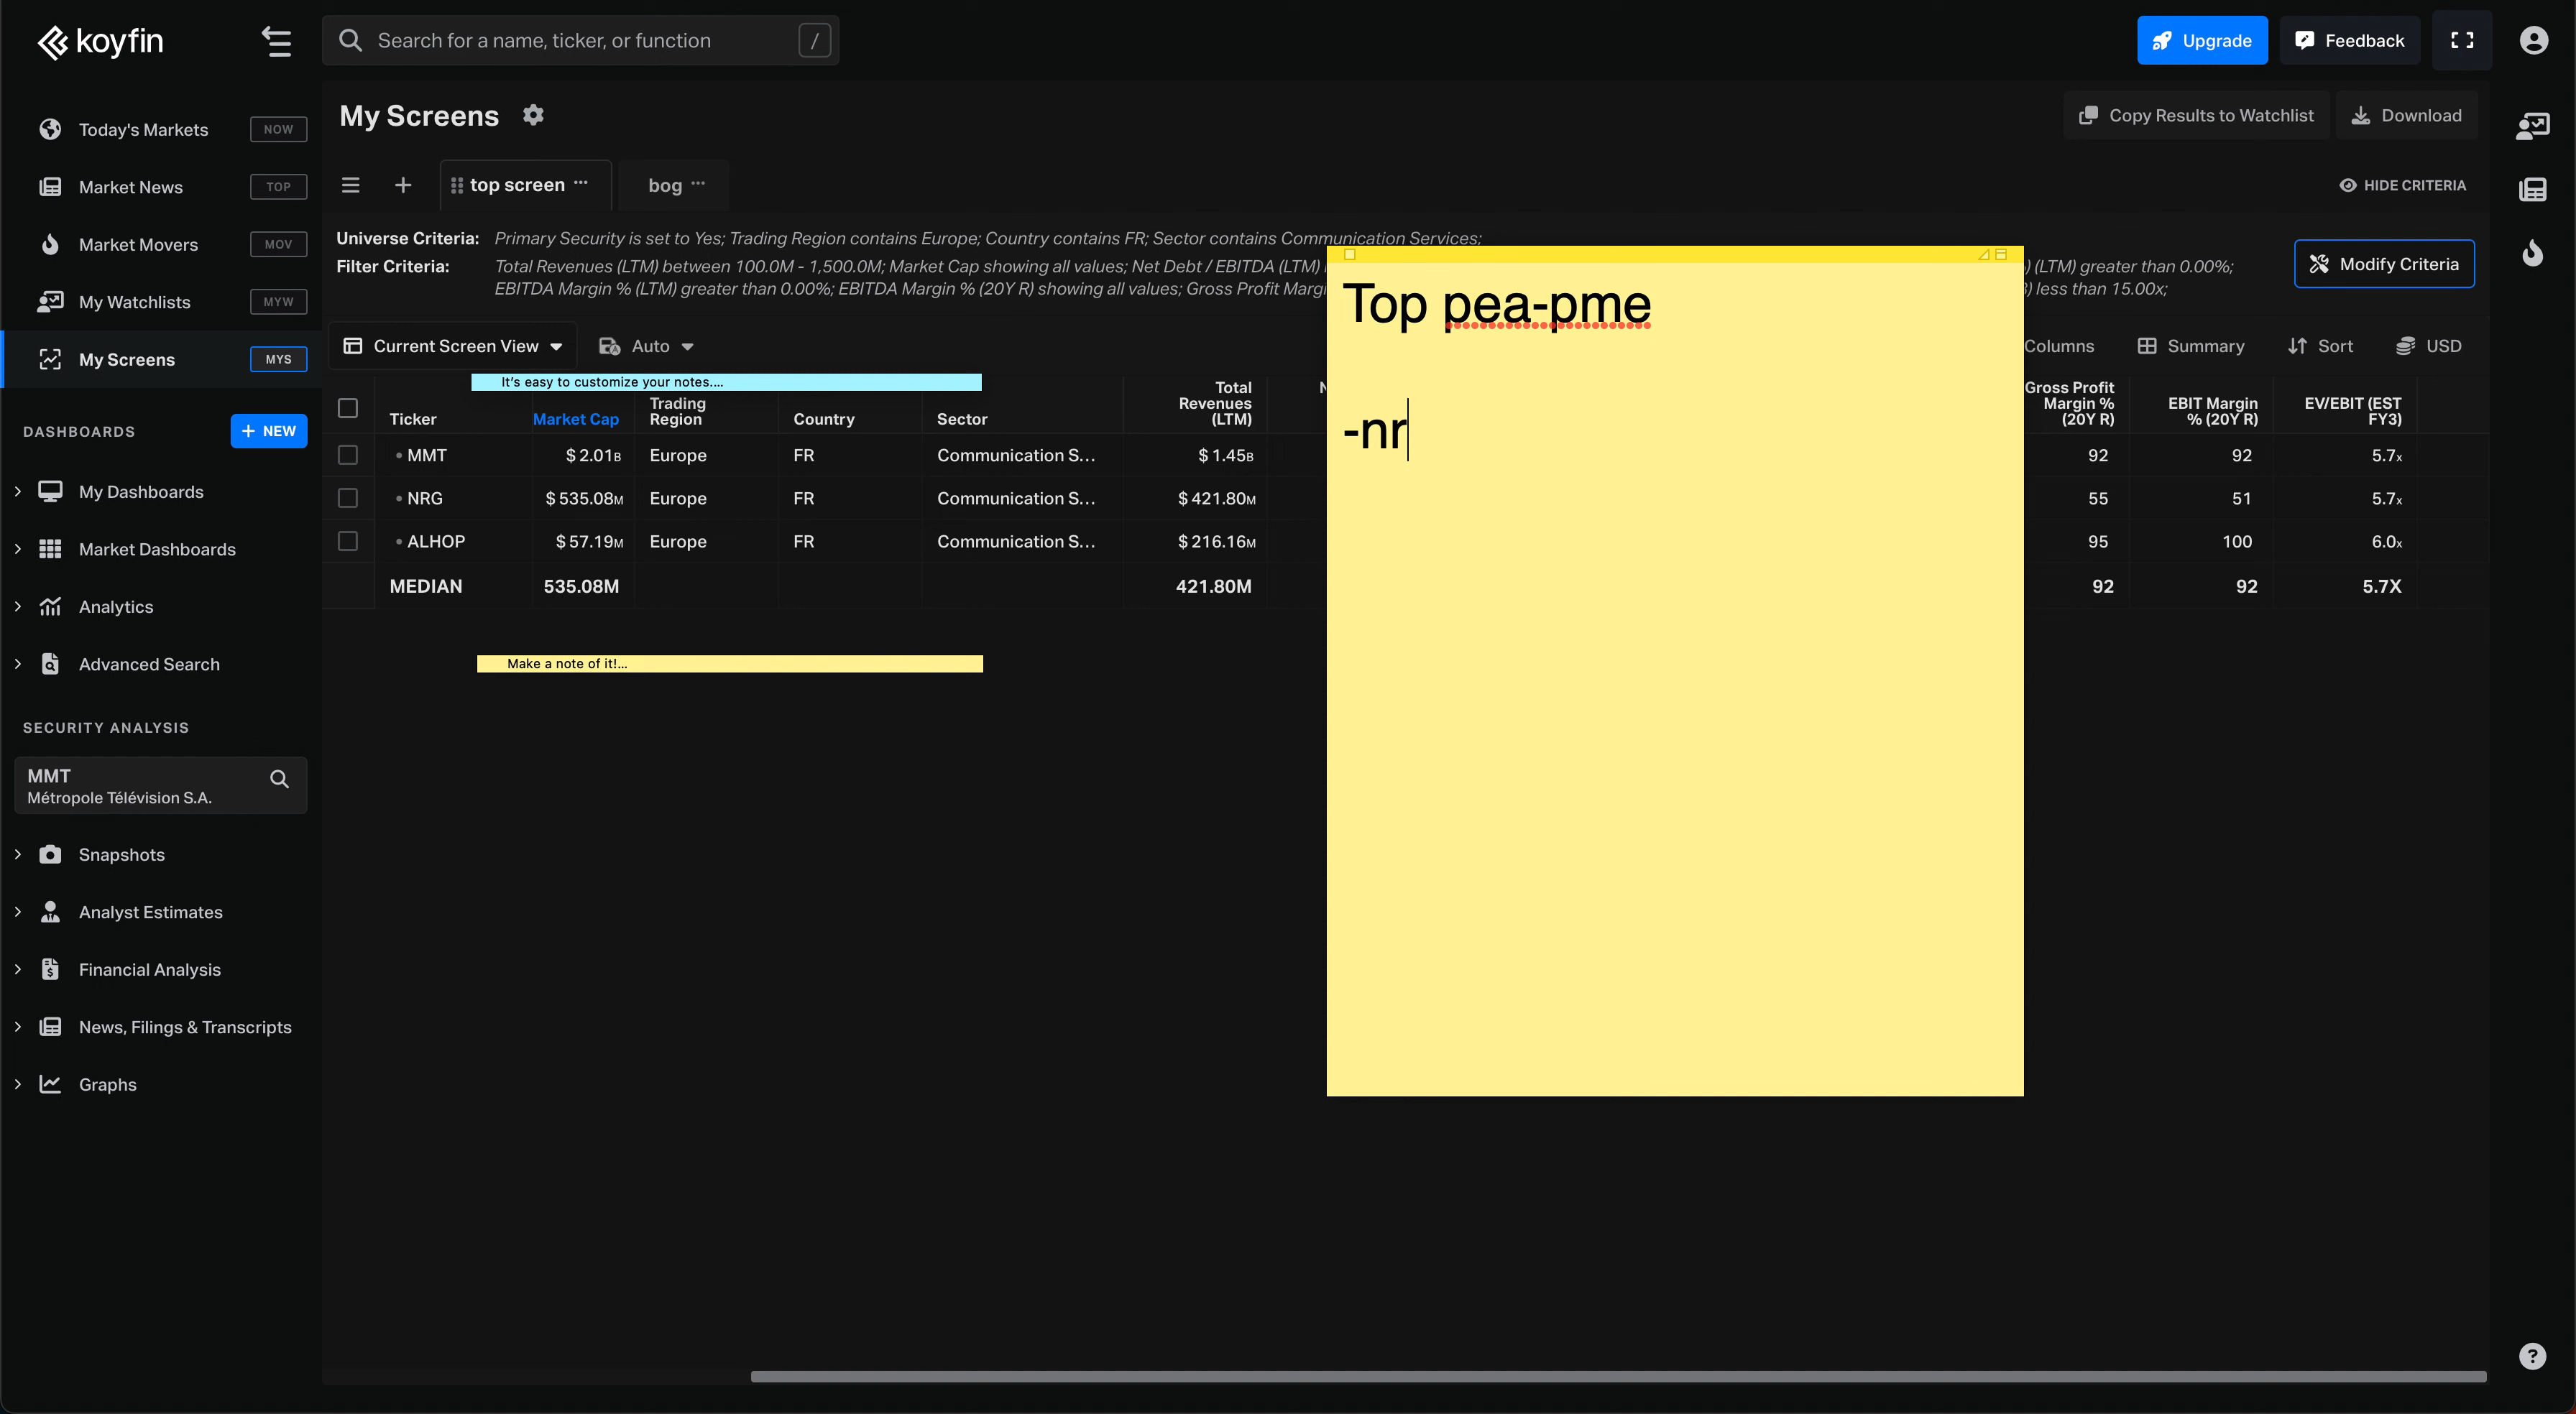 koyfin
Search for a name, ticker, or function
/
Upgrade
Feedback
Today's Markets NOW
Market News TOP
Market Movers MOV
My Watchlists MYW
My Screens MYS
DASHBOARDS
+ NEW
My Dashboards
Market Dashboards
Analytics
Advanced Search
SECURITY ANALYSIS
MMT
Métropole Télévision S.A.
Snapshots
Analyst Estimates
Financial Analysis
News, Filings & Transcripts
Graphs
My Screens
Copy Results to Watchlist
Download
top screen ...
bog ...
HIDE CRITERIA
Universe Criteria: Primary Security is set to Yes; Trading Region contains Europe; Country contains FR; Sector contains Communication Services;
Filter Criteria: Total Revenues (LTM) between 100.0M - 1,500.0M; Market Cap showing all values; Net Debt / EBITDA (LTM) (LTM) greater than 0.00%;
EBITDA Margin % (LTM) greater than 0.00%; EBITDA Margin % (20Y R) showing all values; Gross Profit Margi ) less than 15.00x;
Modify Criteria
Current Screen View
Auto
Columns
Summary
Sort
USD
It's easy to customize your notes....
Ticker
Market Cap
Trading Region
Country
Sector
Total Revenues (LTM)
N
Gross Profit Margin % (20Y R)
EBIT Margin % (20Y R)
EV/EBIT (EST FY3)
MMT $ 2.01B Europe FR Communication S... $ 1.45B 92 92 5.7x
NRG $ 535.08M Europe FR Communication S... $ 421.80M 55 51 5.7x
ALHOP $ 57.19M Europe FR Communication S... $ 216.16M 95 100 6.0x
MEDIAN 535.08M 421.80M 92 92 5.7X
Make a note of it!...
Top pea-pme
-nr
?